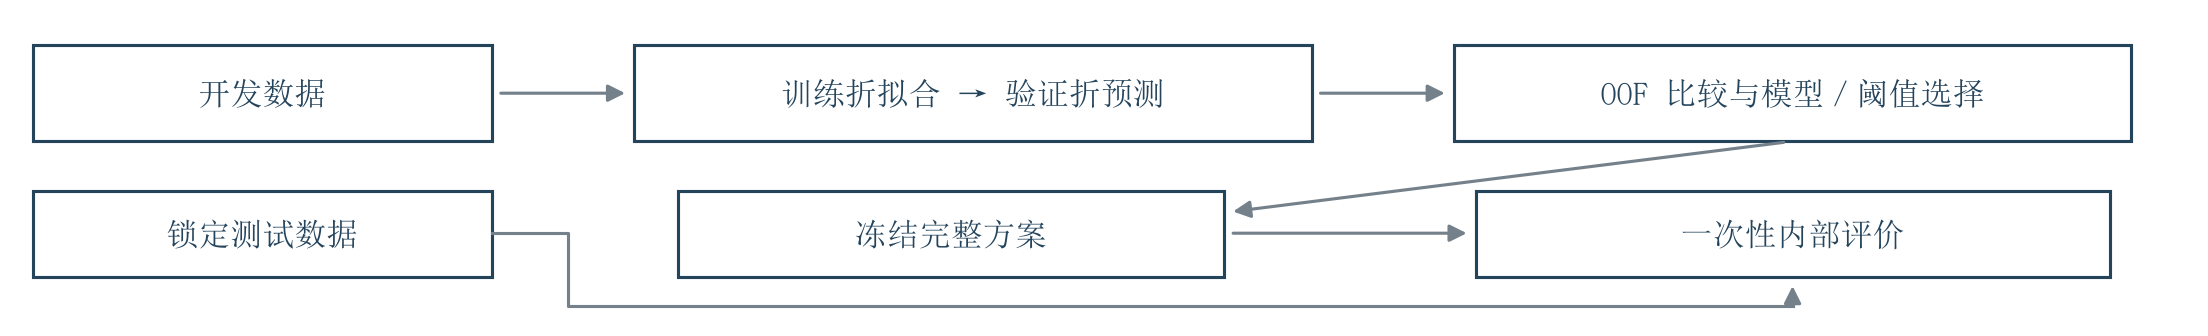 开发数据
训练折拟合 → 验证折预测
OOF 比较与模型 / 阈值选择
锁定测试数据
冻结完整方案
一次性内部评价